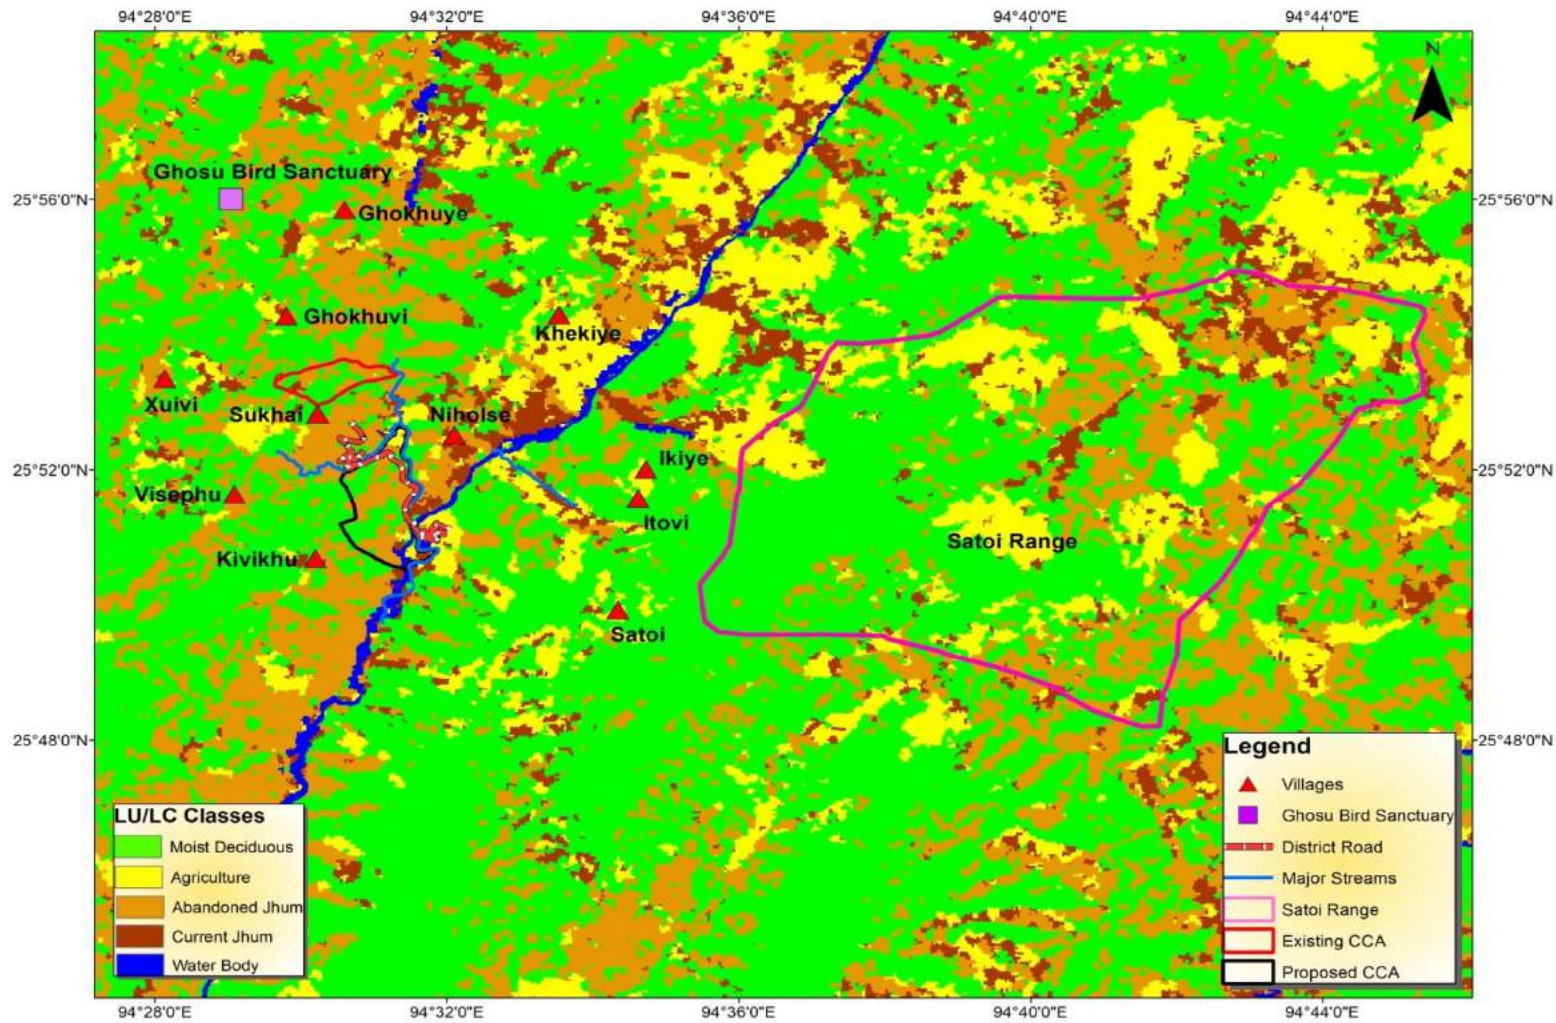 94°28'0"E
94°32'0"E
94°36'0"E
94°40'0"E
94°44'0"E
N
Ghosu Bird Sanctuary
25°56'0"N
25°56'0"N
Ghokhuye
Ghokhuvi
Khekiye
Xuivi
Sukhai
Niholse
25°52'0"N
Ikiye
25°52'0"N
Visephu
Itovi
Satoi Range
Kivikhu
Satoi
25°48'0"N
25°48'0"N
Legend
Villages
Ghosu Bird Sanctuary
District Road
Major Streams
Satoi Range
Existing CCA
Proposed CCA
LU/LC Classes
Moist Deciduous
Agriculture
Abandoned Jhum
Current Jhum
Water Body
94°28'0"E
94°32'0"E
94°36'0"E
94°40'0"E
94°44'0"E